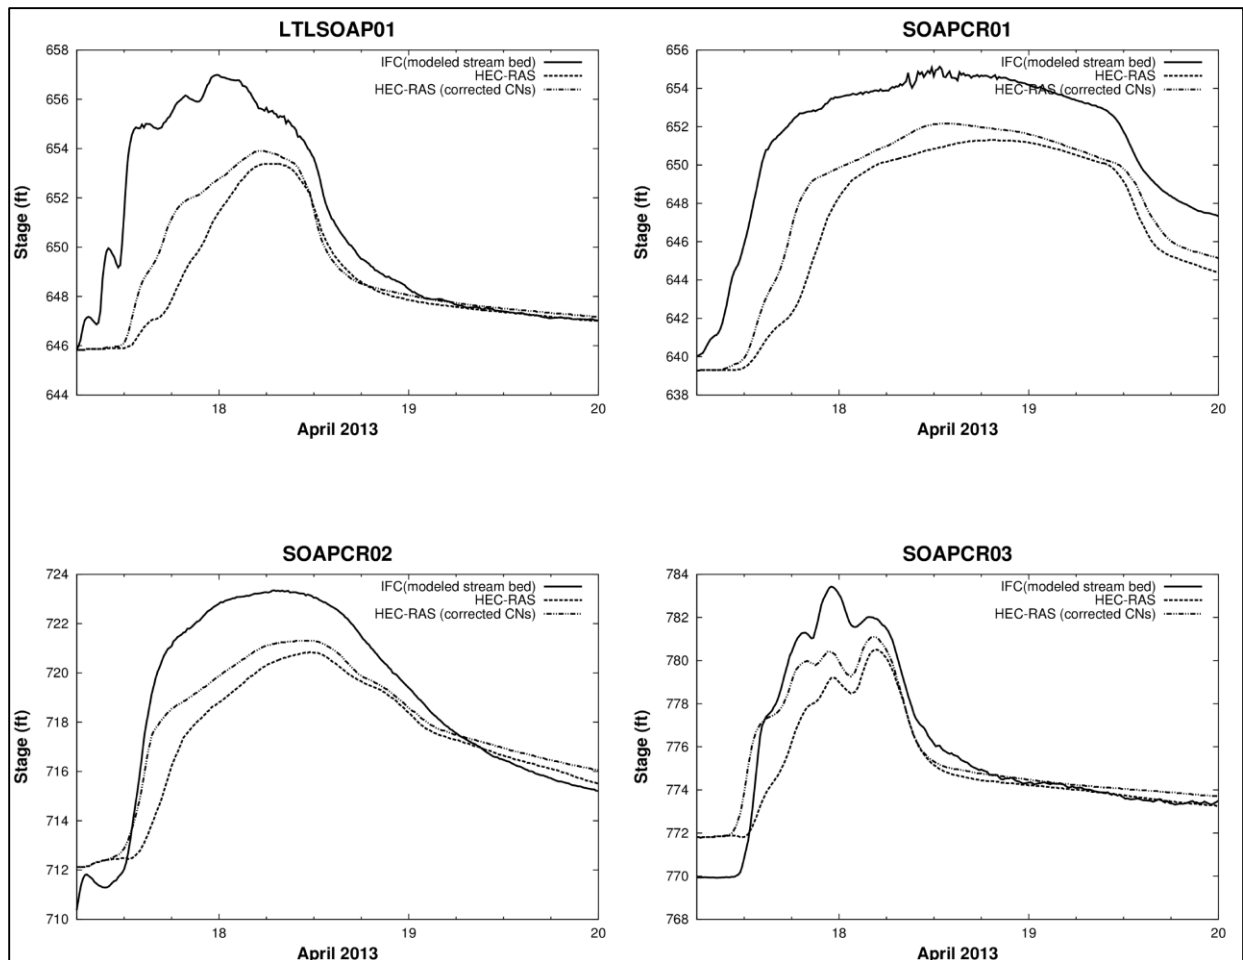 LTLSOAP01
IFC(modeled stream bed)
HEC-RAS
HEC-RAS (corrected CNs)
658
656
654
652
650
648
646
644
Stage (ft)
18
19
20
April 2013
SOAPCR01
IFC(modeled stream bed)
HEC-RAS
HEC-RAS (corrected CNs)
656
654
652
650
648
646
644
642
640
638
Stage (ft)
18
19
20
April 2013
SOAPCR02
IFC(modeled stream bed)
HEC-RAS
HEC-RAS (corrected CNs)
724
722
720
718
716
714
712
710
Stage (ft)
18
19
20
April 2013
SOAPCR03
IFC(modeled stream bed)
HEC-RAS
HEC-RAS (corrected CNs)
784
782
780
778
776
774
772
770
768
Stage (ft)
18
19
20
April 2013